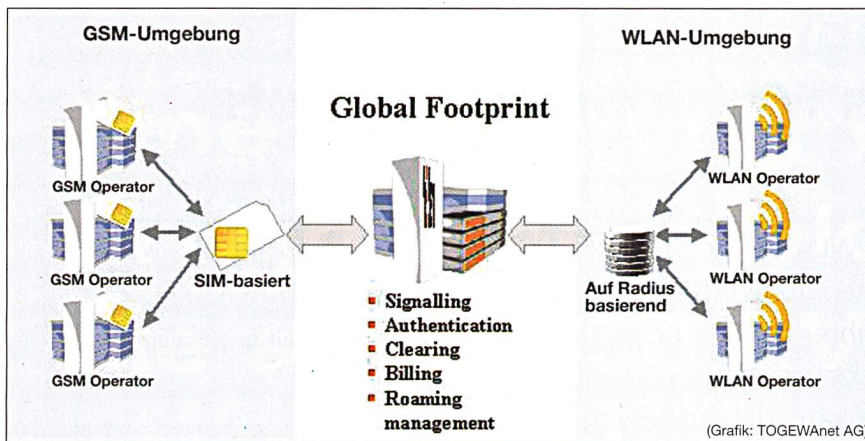 GSM-Umgebung
WLAN-Umgebung
Global Footprint
GSM Operator
GSM Operator
GSM Operator
SIM-basiert
Signalling
Authentication
Clearing
Billing
Roaming
management
Auf Radius
basierend
WLAN Operator
WLAN Operator
WLAN Operator
(Grafik: TOGEWAnet AG